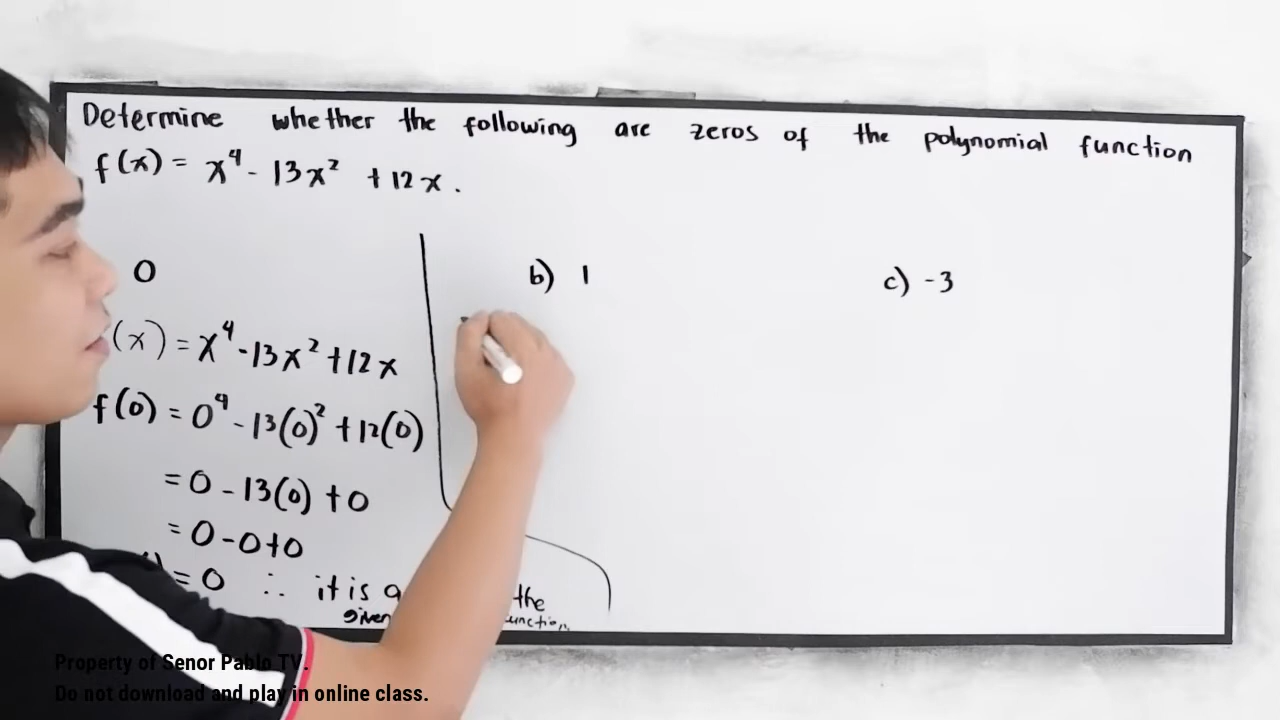 Determine whether the following are zeros of the polynomial function
f(x) = x⁴ - 13x² + 12x .
0
b) 1
c) -3
(x) = x⁴ - 13x² + 12x
f(0) = 0⁴ - 13(0)² + 12(0)
= 0 - 13(0) + 0
= 0 - 0 + 0
= 0 ∴ it is a the
given
Property of Senor Pablo TV.
Do not download and play in online class.